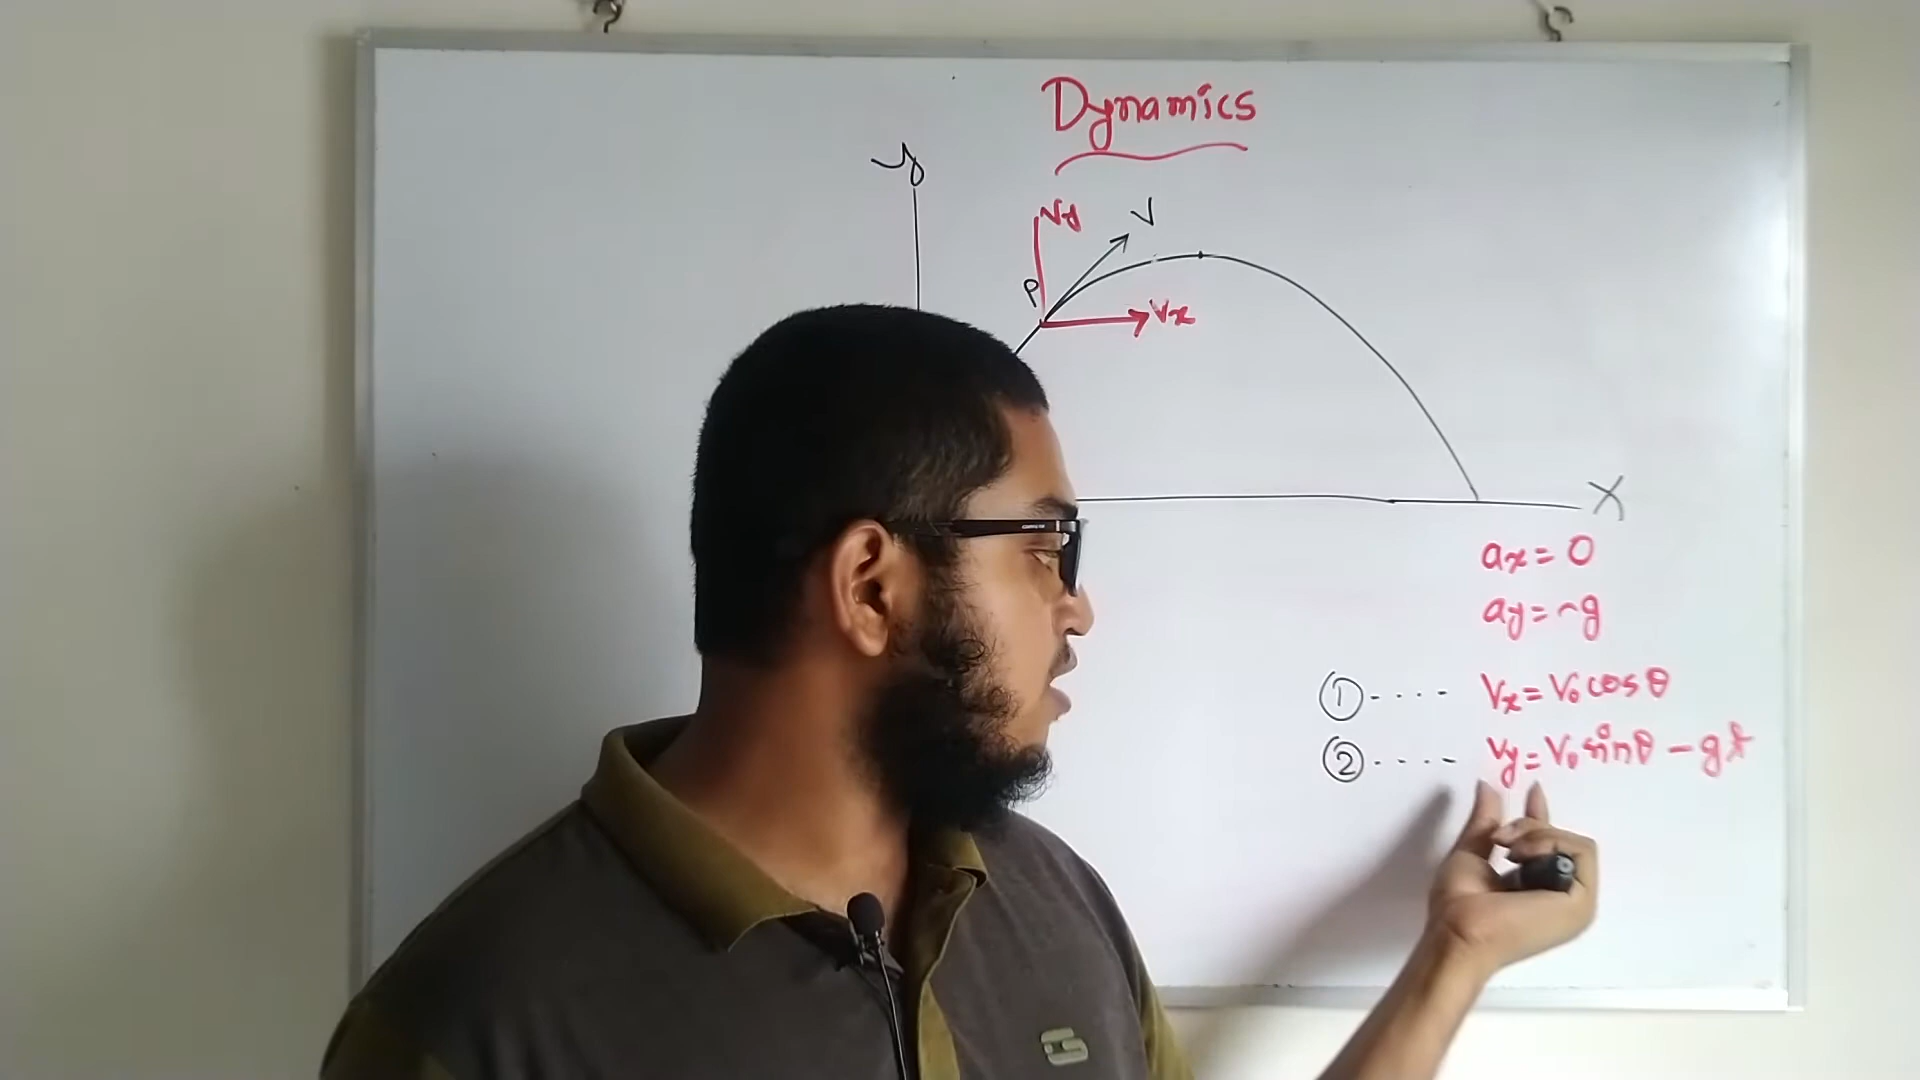 Dynamics
y
Vy
V
P
Vx
X
ax = 0
ay = -g
① .... Vx = V₀ cos θ
② .... Vy = V₀ sin θ - gt